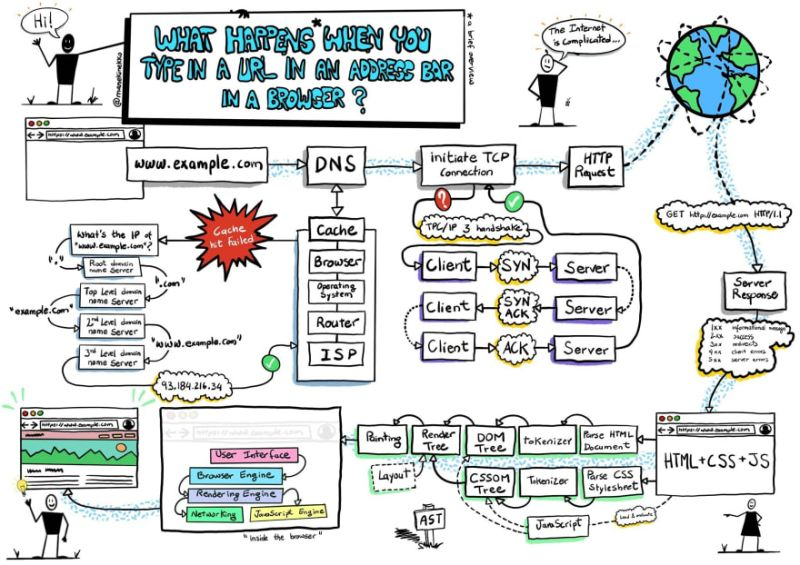 Hi!
WHAT HAPPENS* WHEN YOU
TYPE IN A URL IN AN ADDRESS BAR
IN A BROWSER?
* a brief overview
@manekinekko
The Internet
is complicated...
https://www.example.com
www.example.com
DNS
initiate TCP
Connection
HTTP
Request
GET http://example.com HTTP/1.1
Server
Response
1xx informational message
2xx success
3xx redirects
4xx client errors
5xx server errors
?
TPC/IP 3 handshake
Client
SYN
Server
Client
SYN
ACK
Server
Client
ACK
Server
Cache
Browser
Operating
System
Router
ISP
Cache
hit failed
What's the IP of
"www.example.com"?
"."
Root domain
name Server
".com"
Top Level domain
name Server
"example.com"
2nd Level domain
name Server
"www.example.com"
3rd Level domain
name Server
93.184.216.34
https://www.example.com
HTML+CSS+JS
Parse HTML
Document
tokenizer
DOM
Tree
Render
Tree
Painting
Layout
Parse CSS
Stylesheet
Tokenizer
CSSOM
Tree
JavaScript
Load & evaluate
AST
https://www.example.com
User Interface
Browser Engine
Rendering Engine
Networking
JavaScript Engine
"inside the browser"
https://www.example.com